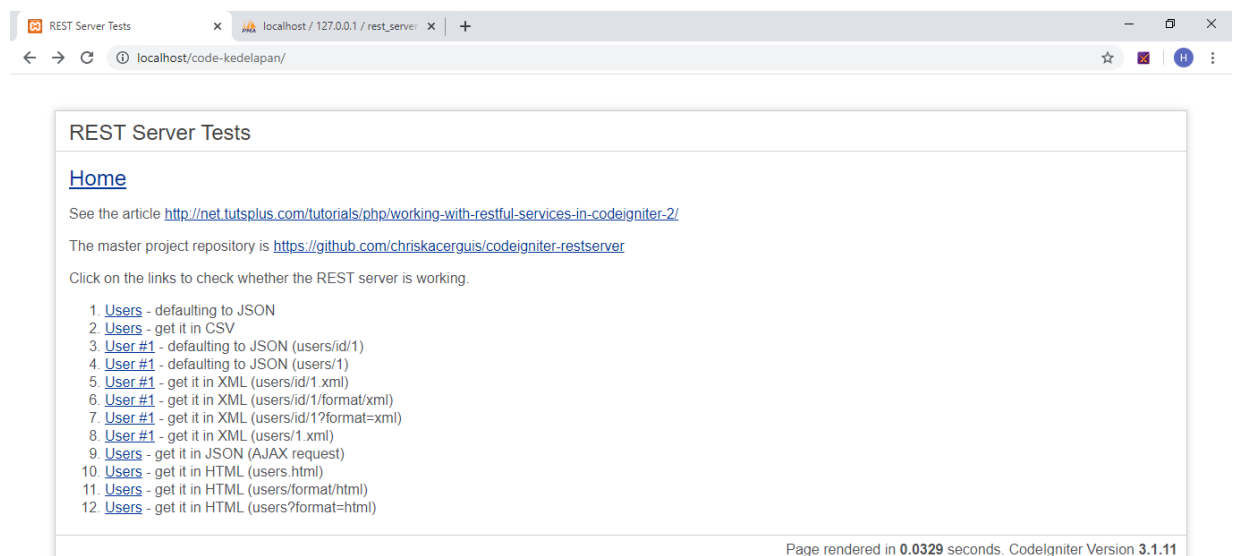 REST Server Tests
localhost / 127.0.0.1 / rest_server
localhost/code-kedelapan/
H
REST Server Tests
Home
See the article http://net.tutsplus.com/tutorials/php/working-with-restful-services-in-codeigniter-2/
The master project repository is https://github.com/chriskacerguis/codeigniter-restserver
Click on the links to check whether the REST server is working.
1. Users - defaulting to JSON
2. Users - get it in CSV
3. User #1 - defaulting to JSON (users/id/1)
4. User #1 - defaulting to JSON (users/1)
5. User #1 - get it in XML (users/id/1.xml)
6. User #1 - get it in XML (users/id/1/format/xml)
7. User #1 - get it in XML (users/id/1?format=xml)
8. User #1 - get it in XML (users/1.xml)
9. Users - get it in JSON (AJAX request)
10. Users - get it in HTML (users.html)
11. Users - get it in HTML (users/format/html)
12. Users - get it in HTML (users?format=html)
Page rendered in 0.0329 seconds. CodeIgniter Version 3.1.11